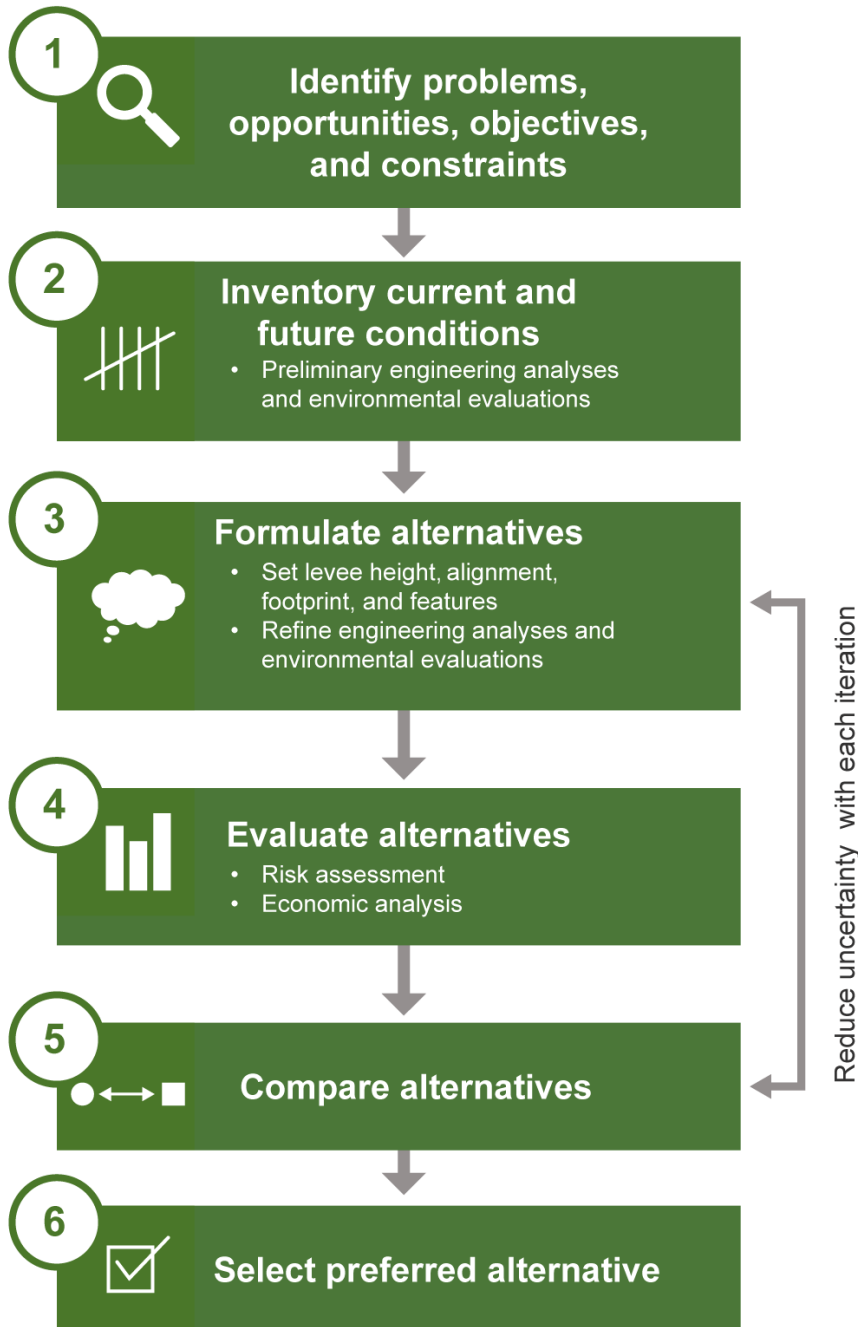 1
Identify problems,
opportunities, objectives,
and constraints
2
Inventory current and
future conditions
• Preliminary engineering analyses
and environmental evaluations
3
Formulate alternatives
• Set levee height, alignment,
footprint, and features
• Refine engineering analyses and
environmental evaluations
4
Evaluate alternatives
• Risk assessment
• Economic analysis
5
Compare alternatives
6
Select preferred alternative
Reduce uncertainty with each iteration